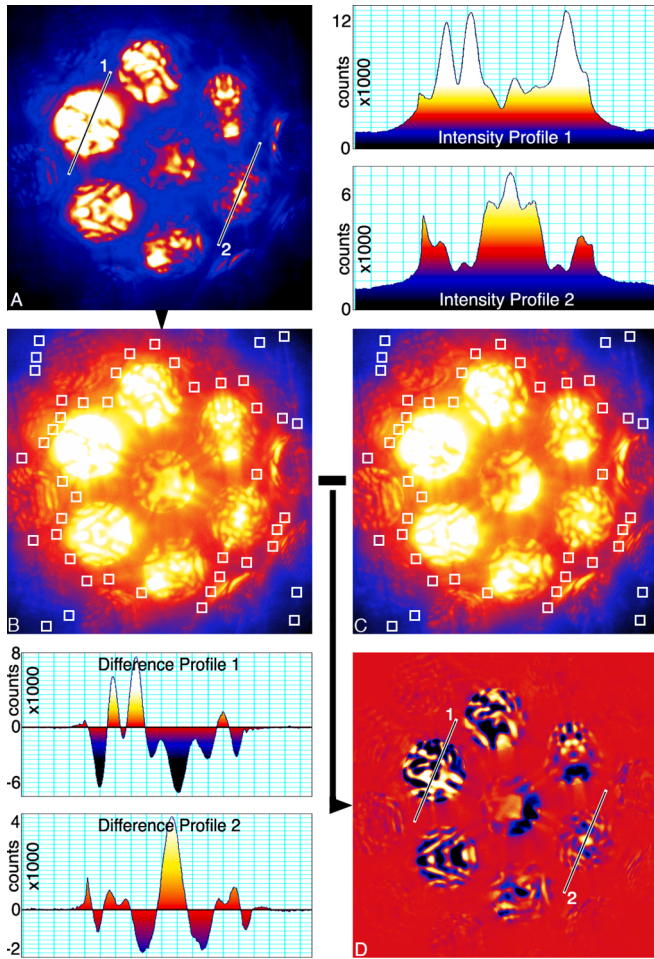 1
2
A
12
counts
x1000
0
Intensity Profile 1
6
counts
x1000
0
Intensity Profile 2
B
C
8
counts
x1000
0
-6
Difference Profile 1
4
counts
x1000
0
-2
Difference Profile 2
1
2
D